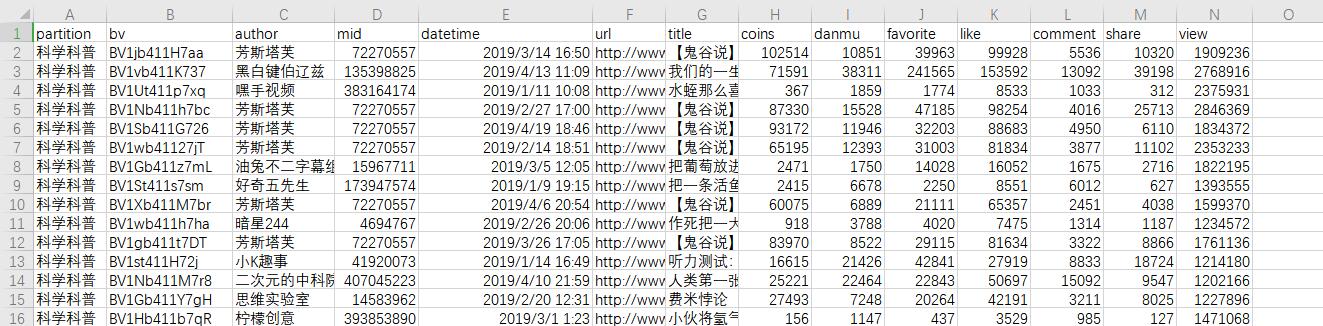 A B C D E F G H I J K L M N O
1 partition bv author mid datetime url title coins danmu favorite like comment share view
2 科学科普 BV1jb411H7aa 芳斯塔芙 72270557 2019/3/14 16:50 http://www 【鬼谷说】 102514 10851 39963 99928 5536 10320 1909236
3 科学科普 BV1vb411K737 黑白键伯辽兹 135398825 2019/4/13 11:09 http://www 我们的一生 71591 38311 241565 153592 13092 39198 2768916
4 科学科普 BV1Ut411p7xq 嘿手视频 383164174 2019/1/11 10:08 http://www 水蛭那么喜 367 1859 1774 8533 1033 312 2375931
5 科学科普 BV1Nb411h7bc 芳斯塔芙 72270557 2019/2/27 17:00 http://www 【鬼谷说】 87330 15528 47185 98254 4016 25713 2846369
6 科学科普 BV1Sb411G726 芳斯塔芙 72270557 2019/4/19 18:46 http://www 【鬼谷说】 93172 11946 32203 88683 4950 6110 1834372
7 科学科普 BV1wb41127jT 芳斯塔芙 72270557 2019/2/14 18:51 http://www 【鬼谷说】 65195 12393 31003 81834 3877 11102 2353233
8 科学科普 BV1Gb411z7mL 油兔不二字幕组 15967711 2019/3/5 12:05 http://www 把葡萄放进 2471 1750 14028 16052 1675 2716 1822195
9 科学科普 BV1St411s7sm 好奇五先生 173947574 2019/1/9 19:15 http://www 把一条活鱼 2415 6678 2250 8551 6012 627 1393555
10 科学科普 BV1Xb411M7br 芳斯塔芙 72270557 2019/4/6 20:54 http://www 【鬼谷说】 60075 6889 21111 65357 2451 4038 1599370
11 科学科普 BV1wb411h7ha 暗星244 4694767 2019/2/26 20:06 http://www 作死把一大 918 3788 4020 7475 1314 1187 1234572
12 科学科普 BV1gb411t7DT 芳斯塔芙 72270557 2019/3/26 17:05 http://www 【鬼谷说】 83970 8522 29115 81634 3322 8866 1761136
13 科学科普 BV1st411H72j 小K趣事 41920073 2019/1/14 16:49 http://www 听力测试: 16615 21426 42841 27919 8833 18724 1214180
14 科学科普 BV1Nb411M7r8 二次元的中科院 407045223 2019/4/10 21:59 http://www 人类第一张 25221 22464 22843 50697 15092 9547 1202166
15 科学科普 BV1Gb411Y7gH 思维实验室 14583962 2019/2/20 12:31 http://www 费米悖论 27493 7248 20264 42191 3211 8025 1227896
16 科学科普 BV1Hb411b7qR 柠檬创意 393853890 2019/3/1 1:23 http://www 小伙将氢气 156 1147 437 3529 985 127 1471068